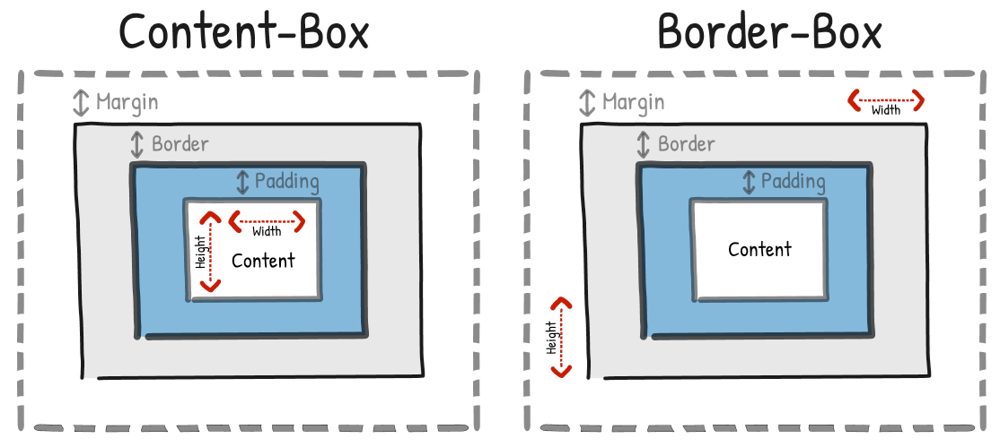 Content-Box
Margin
Border
Padding
Width
Height
Content
Border-Box
Margin
Width
Border
Padding
Content
Height